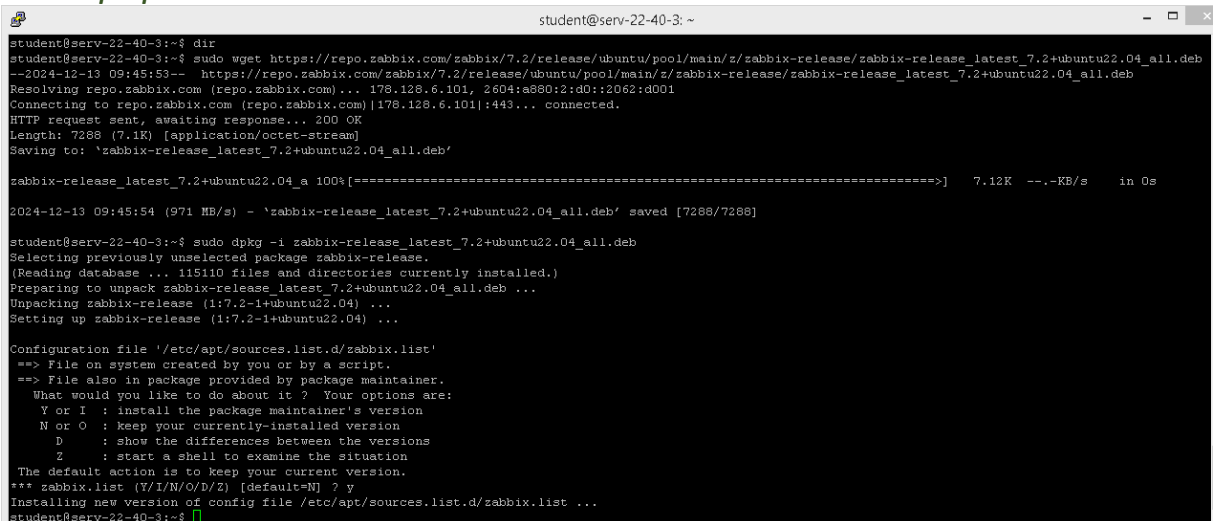 student@serv-22-40-3: ~
student@serv-22-40-3:~$ dir
student@serv-22-40-3:~$ sudo wget https://repo.zabbix.com/zabbix/7.2/release/ubuntu/pool/main/z/zabbix-release/zabbix-release_latest_7.2+ubuntu22.04_all.deb
--2024-12-13 09:45:53--  https://repo.zabbix.com/zabbix/7.2/release/ubuntu/pool/main/z/zabbix-release/zabbix-release_latest_7.2+ubuntu22.04_all.deb
Resolving repo.zabbix.com (repo.zabbix.com)... 178.128.6.101, 2604:a880:2:d0::2062:d001
Connecting to repo.zabbix.com (repo.zabbix.com)|178.128.6.101|:443... connected.
HTTP request sent, awaiting response... 200 OK
Length: 7288 (7.1K) [application/octet-stream]
Saving to: ‘zabbix-release_latest_7.2+ubuntu22.04_all.deb’
zabbix-release_latest_7.2+ubuntu22.04_a 100%[============================================================================>]   7.12K  --.-KB/s    in 0s
2024-12-13 09:45:54 (971 MB/s) - ‘zabbix-release_latest_7.2+ubuntu22.04_all.deb’ saved [7288/7288]
student@serv-22-40-3:~$ sudo dpkg -i zabbix-release_latest_7.2+ubuntu22.04_all.deb
Selecting previously unselected package zabbix-release.
(Reading database ... 115110 files and directories currently installed.)
Preparing to unpack zabbix-release_latest_7.2+ubuntu22.04_all.deb ...
Unpacking zabbix-release (1:7.2-1+ubuntu22.04) ...
Setting up zabbix-release (1:7.2-1+ubuntu22.04) ...
Configuration file '/etc/apt/sources.list.d/zabbix.list'
 ==> File on system created by you or by a script.
 ==> File also in package provided by package maintainer.
   What would you like to do about it ?  Your options are:
    Y or I  : install the package maintainer's version
    N or O  : keep your currently-installed version
      D     : show the differences between the versions
      Z     : start a shell to examine the situation
 The default action is to keep your current version.
*** zabbix.list (Y/I/N/O/D/Z) [default=N] ? y
Installing new version of config file /etc/apt/sources.list.d/zabbix.list ...
student@serv-22-40-3:~$